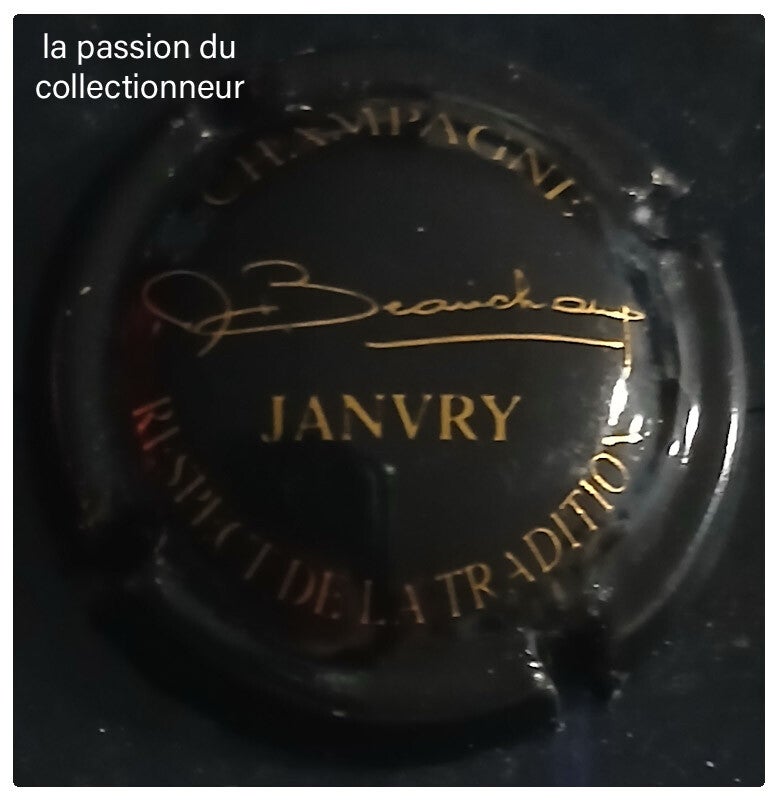 la passion du
collectionneur
CHAMPAGNE
J. Beauchamp
JANVRY
RESPECT DE LA TRADITION